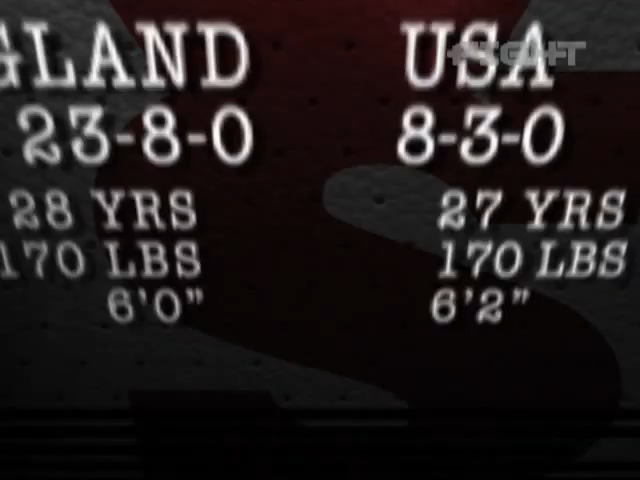 GLAND USA
FIGHT
23-8-0 8-3-0
28 YRS 27 YRS
170 LBS 170 LBS
6'0" 6'2"